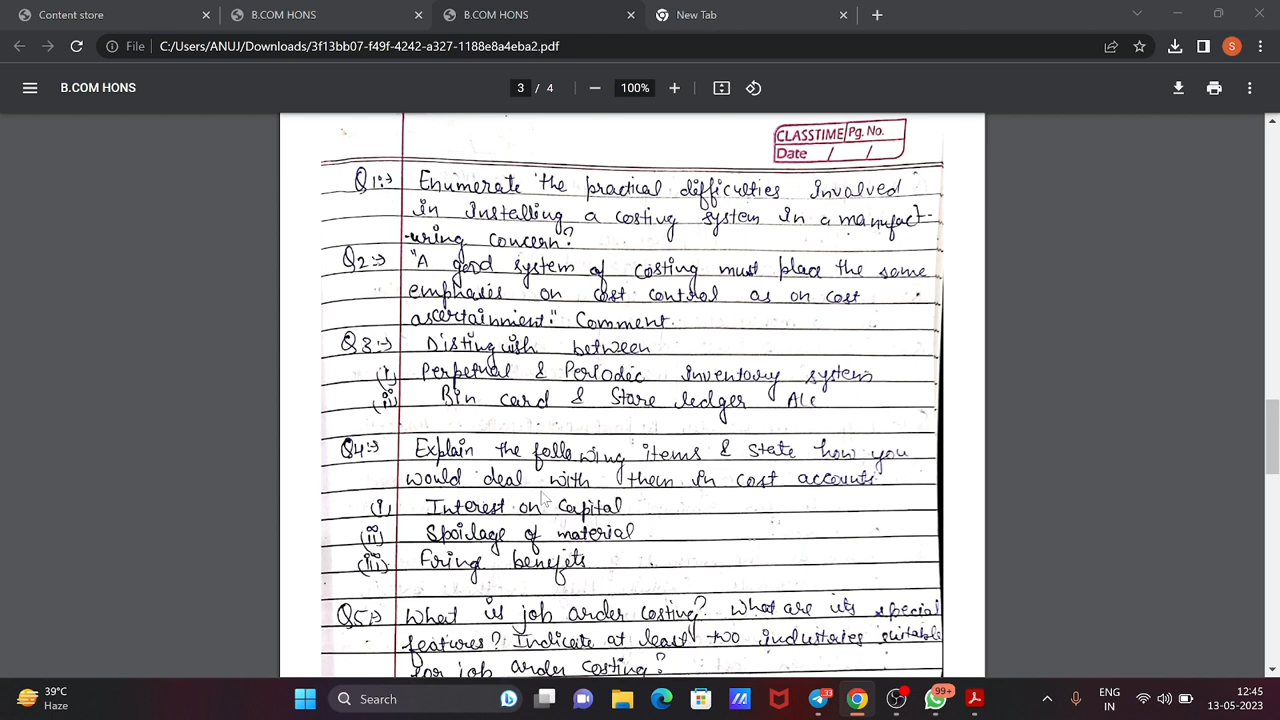 Content store
B.COM HONS
B.COM HONS
New Tab
File
C:/Users/ANUJ/Downloads/3f13bb07-f49f-4242-a327-1188e8a4eba2.pdf
S
B.COM HONS
3 / 4
100%
CLASSTIME Pg. No.
Date / /
Q1:→ Enumerate the practical difficulties involved
in installing a costing system in a manufact-
-uring concern?
Q2:→ "A good system of costing must place the same
emphasis on cost control as on cost
ascertainment." Comment.
Q3:→ Distinguish between
(i) Perpetual & Periodic inventory system
(ii) Bin card & Store ledger A/c
Q4:→ Explain the following items & state how you
would deal with them in cost accounts
(i) Interest on capital
(ii) Spoilage of material
(iii) Firing benefits
Q5:→ What is job order costing? What are its special
features? Indicate at least two industries suitable
for job order costing?
39°C
Haze
Search
33
99+
ENG
IN
12:45
13-05-2023